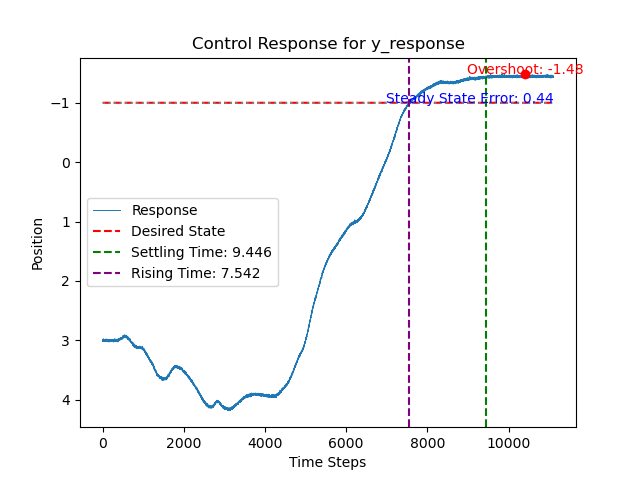 Control Response for y_response
Overshoot: -1.48
Steady State Error: 0.44
−1
0
1
2
3
4
Position
Response
Desired State
Settling Time: 9.446
Rising Time: 7.542
0 2000 4000 6000 8000 10000
Time Steps